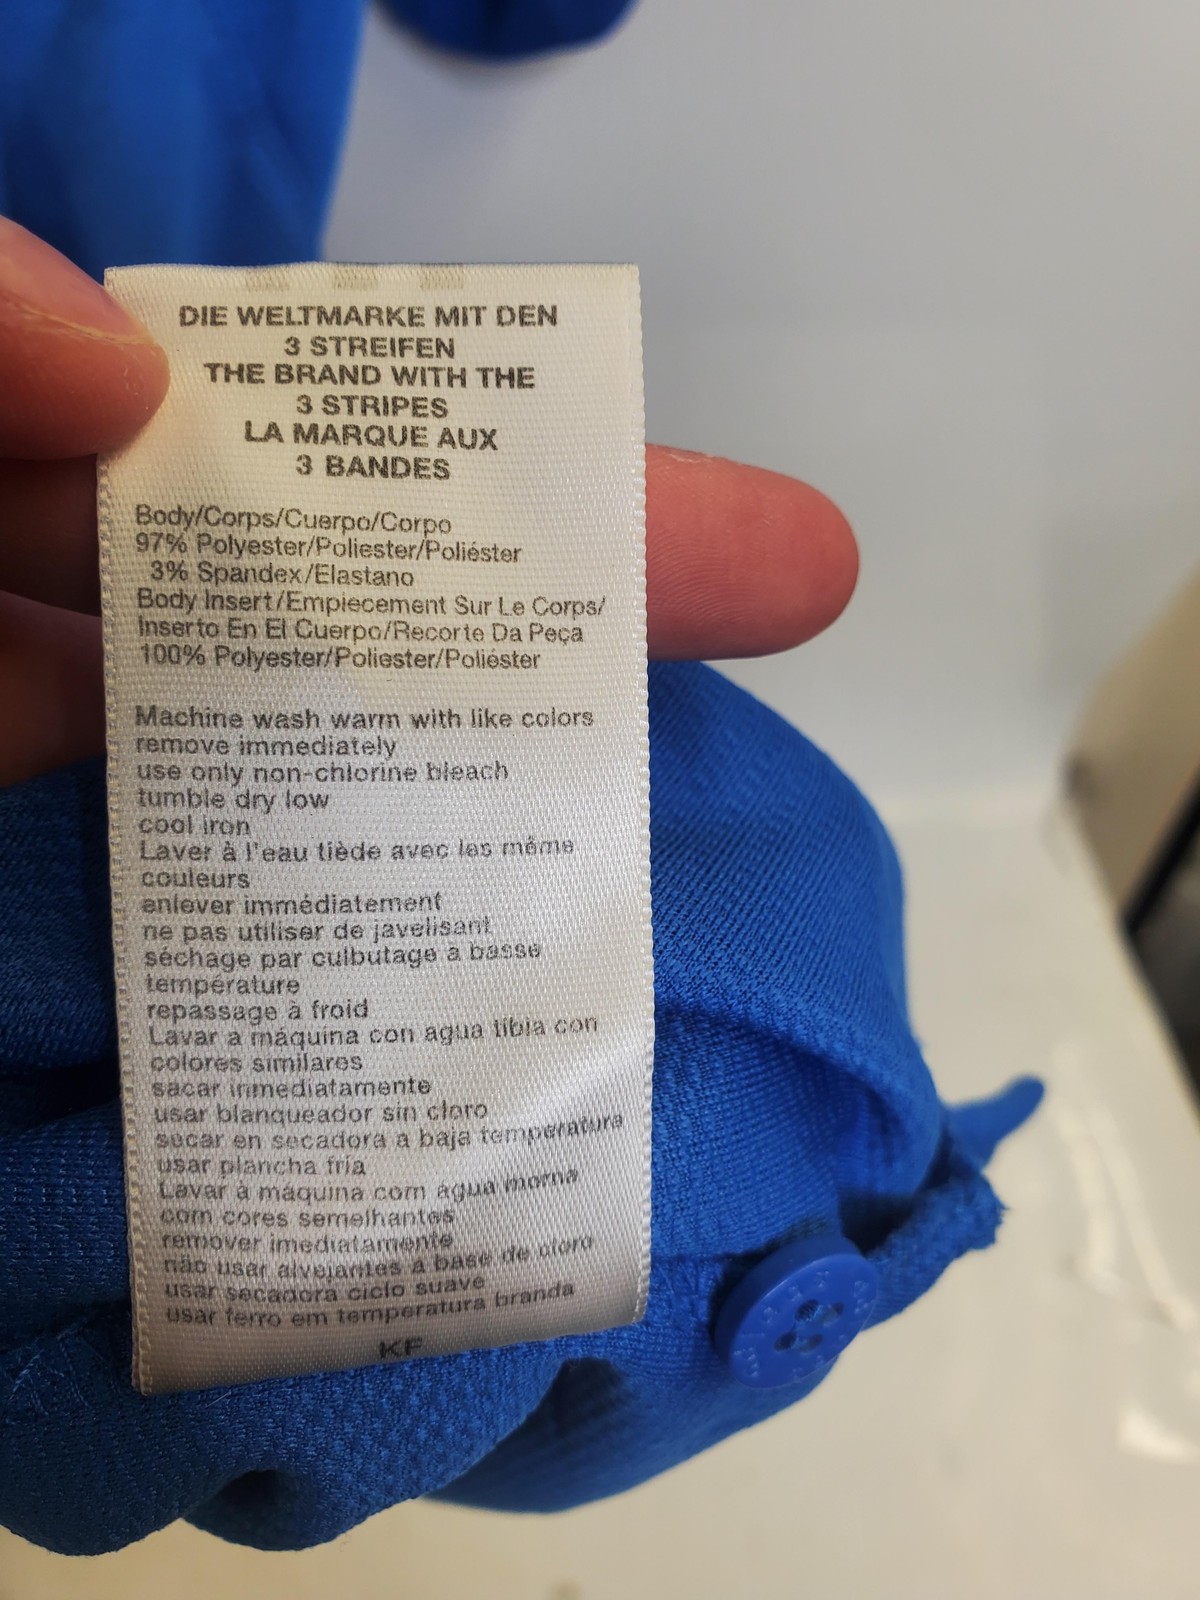 DIE WELTMARKE MIT DEN
3 STREIFEN
THE BRAND WITH THE
3 STRIPES
LA MARQUE AUX
3 BANDES
Body/Corps/Cuerpo/Corpo
97% Polyester/Poliester/Poliéster
3% Spandex/Elastano
Body Insert/Empiecement Sur Le Corps/
Inserto En El Cuerpo/Recorte Da Peça
100% Polyester/Poliester/Poliéster
Machine wash warm with like colors
remove immediately
use only non-chlorine bleach
tumble dry low
cool iron
Laver à l'eau tiède avec les même
couleurs
enlever immédiatement
ne pas utiliser de javelisant
séchage par culbutage a basse
température
repassage à froid
Lavar a máquina con agua tibia con
colores similares
sacar inmediatamente
usar blanqueador sin cloro
secar en secadora a baja temperatura
usar plancha fría
Lavar à máquina com água morna
com cores semelhantes
remover imediatamente
não usar alvejantes à base de cloro
usar secadora ciclo suave
usar ferro em temperatura branda
KF